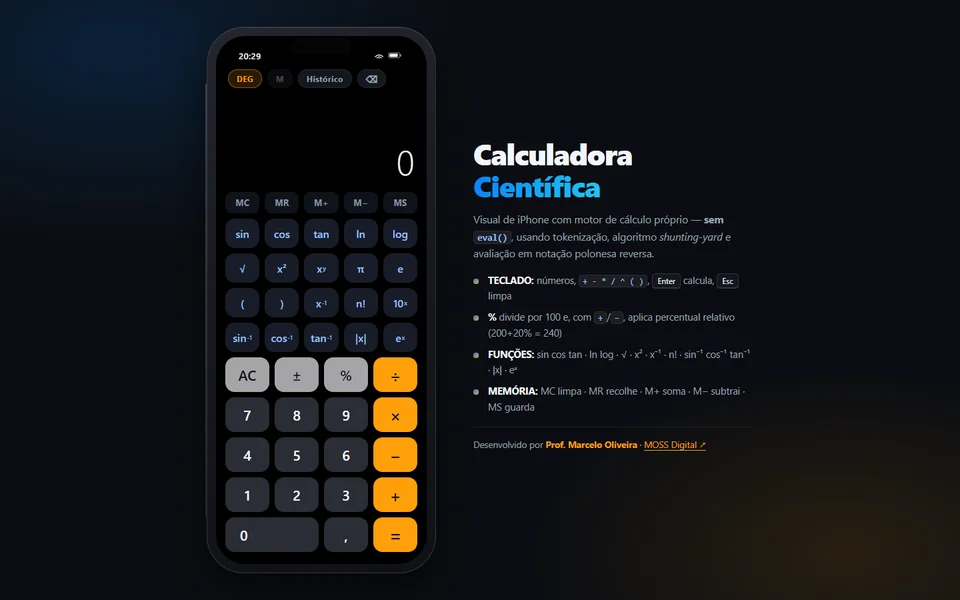 20:29
DEG M Histórico ⌫
0
MC MR M+ M− MS
sin cos tan ln log
√ x² xʸ π e
( ) x⁻¹ n! 10ˣ
sin⁻¹ cos⁻¹ tan⁻¹ |x| eˣ
AC ± % ÷
7 8 9 ×
4 5 6 −
1 2 3 +
0 , =
Calculadora
Científica
Visual de iPhone com motor de cálculo próprio — sem
eval(), usando tokenização, algoritmo shunting-yard e
avaliação em notação polonesa reversa.
TECLADO: números, + - * / ^ ( ), Enter calcula, Esc
limpa
% divide por 100 e, com +/−, aplica percentual relativo
(200+20% = 240)
FUNÇÕES: sin cos tan · ln log · √ · x² · x⁻¹ · n! · sin⁻¹ cos⁻¹ tan⁻¹
· |x| · eˣ
MEMÓRIA: MC limpa · MR recolhe · M+ soma · M− subtrai ·
MS guarda
Desenvolvido por Prof. Marcelo Oliveira · MOSS Digital ↗